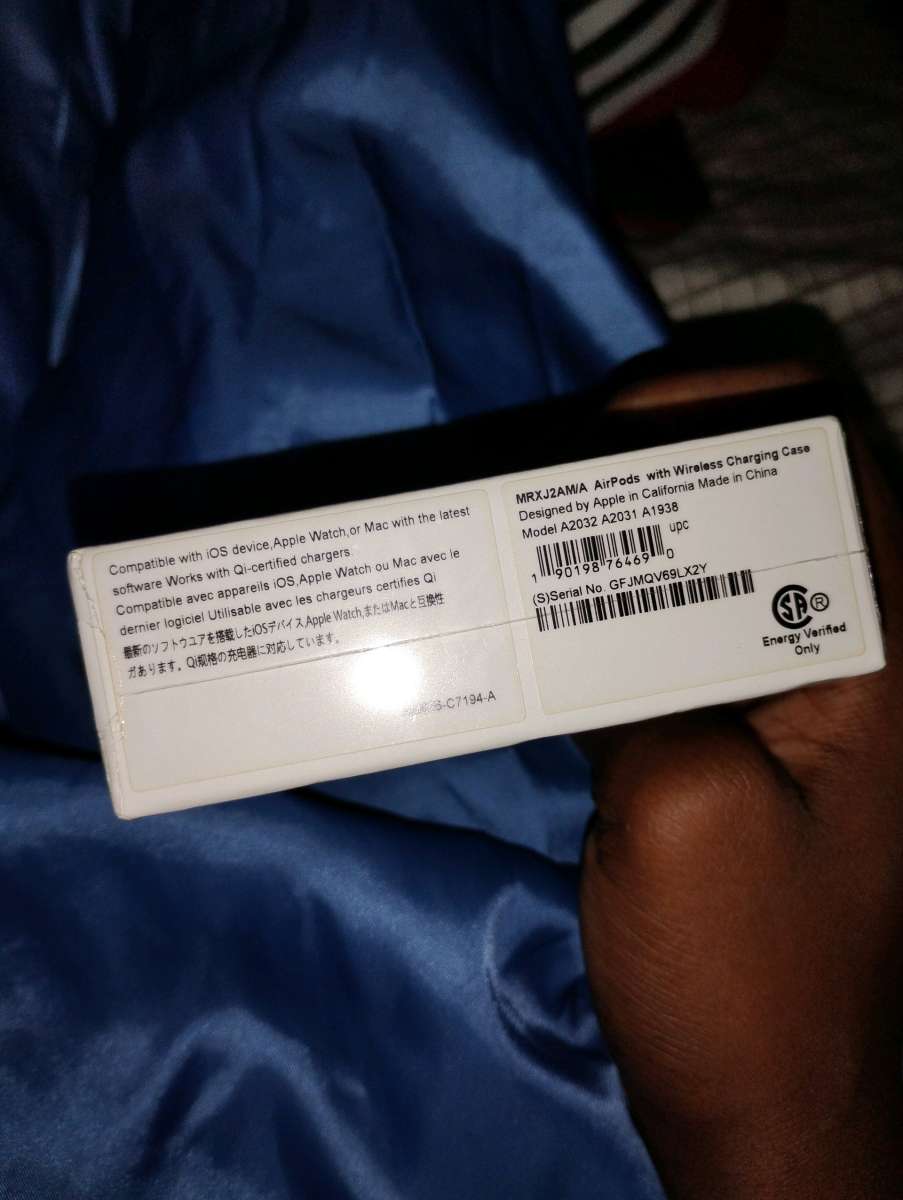 Compatible with iOS device,Apple Watch,or Mac with the latest
software Works with Qi-certified chargers.
Compatible avec appareils iOS,Apple Watch ou Mac avec le
dernier logiciel Utilisable avec les chargeurs certifies Qi
最新のソフトウユアを搭載したiOSデバイス,Apple Watch,またはMacと互換性
ガあります。Qi规格の充电器に対応しています。
-C7194-A
MRXJ2AM/A AirPods with Wireless Charging Case
Designed by Apple in California Made in China
Model A2032 A2031 A1938
UPC
1 90198 76469 0
(S)Serial No. GFJMQV69LX2Y
SA ®
Energy Verified
Only